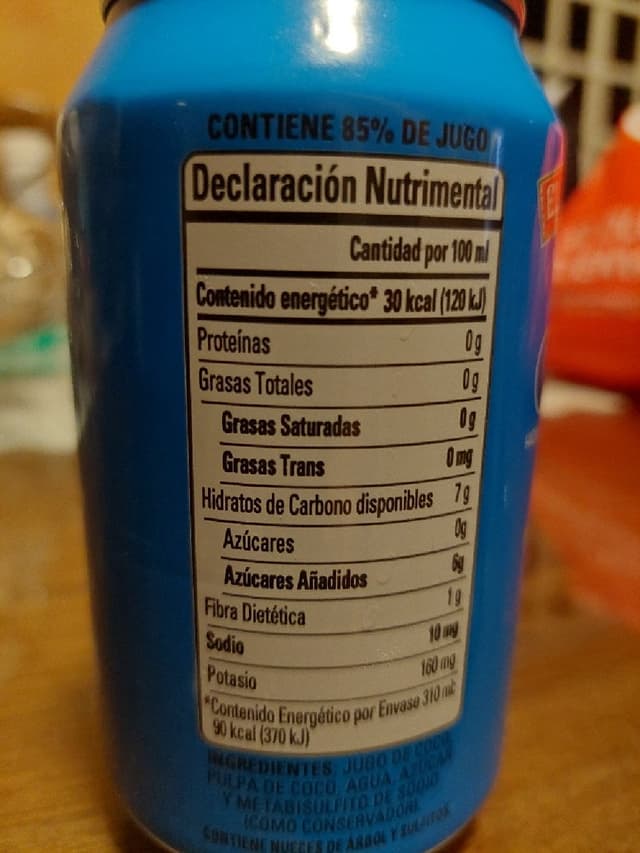 CONTIENE 85% DE JUGO
Declaración Nutrimental
Cantidad por 100 ml
Contenido energético* 30 kcal (120 kJ)
Proteínas 0 g
Grasas Totales 0 g
Grasas Saturadas 0 g
Grasas Trans 0 mg
Hidratos de Carbono disponibles 7 g
Azúcares 0g
Azúcares Añadidos 6g
Fibra Dietética 1 g
Sodio 10 mg
Potasio 160 mg
*Contenido Energético por Envase 310 ml:
90 kcal (370 kJ)
INGREDIENTES: JUGO DE COCO,
PULPA DE COCO, AGUA, AZÚCAR
Y METABISULFITO DE SODIO
(COMO CONSERVADOR).
CONTIENE NUECES DE ÁRBOL Y SULFITOS